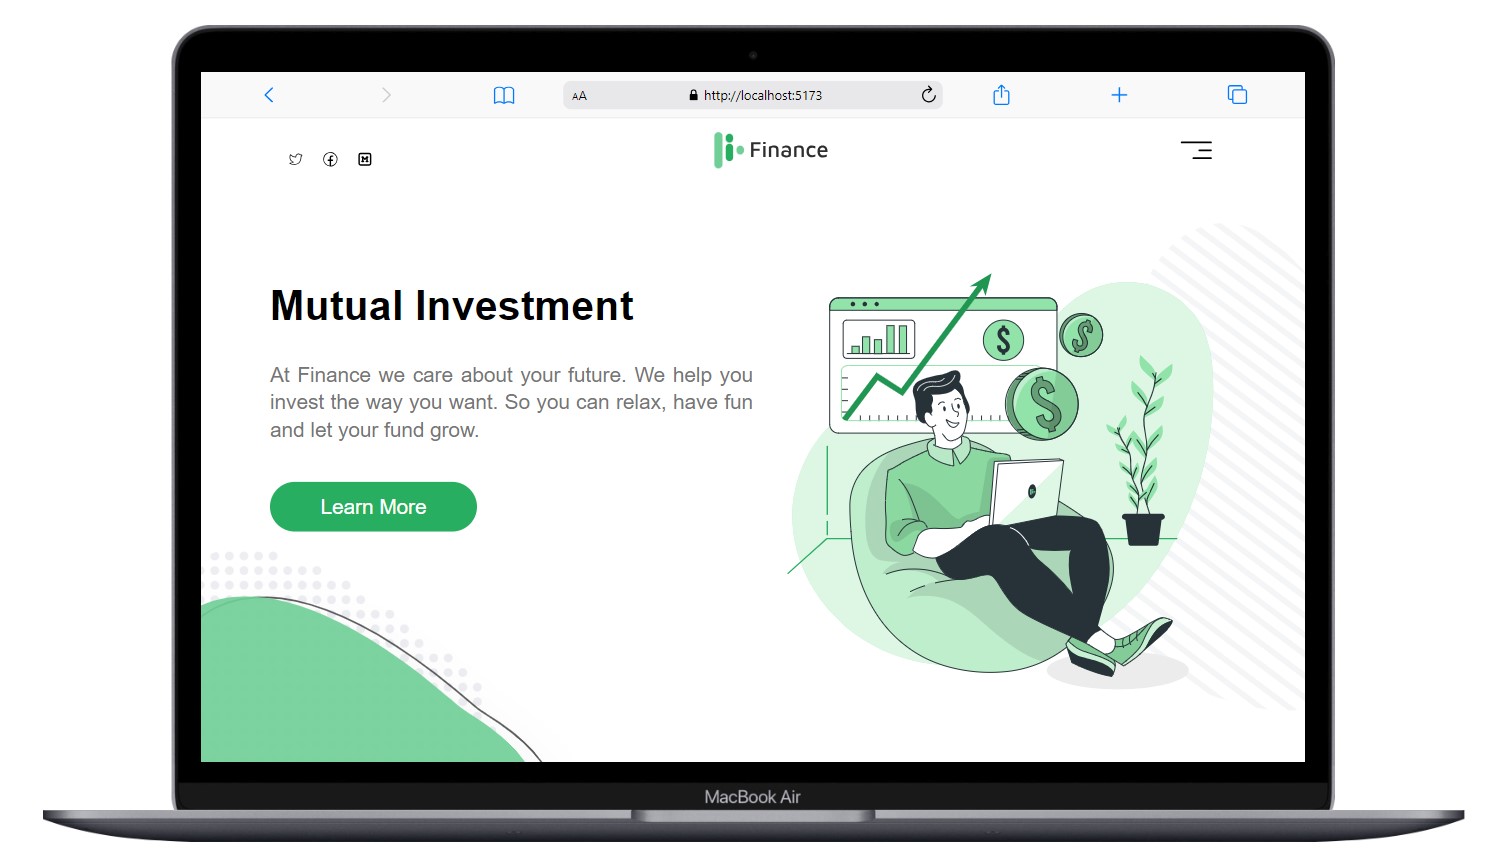 AA
http://localhost:5173
Finance
Mutual Investment
At Finance we care about your future. We help you
invest the way you want. So you can relax, have fun
and let your fund grow.
Learn More
$
$
$
MacBook Air